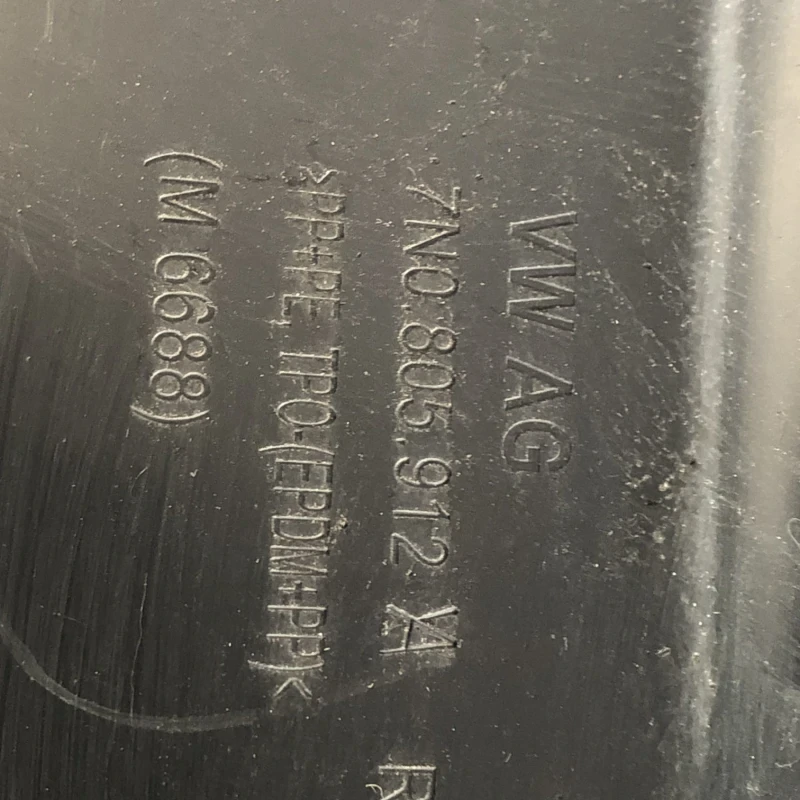 VW AG
7N0.805.912 A R
>PP+PE, TPO-(EPDM+PP)<
(M 6688)